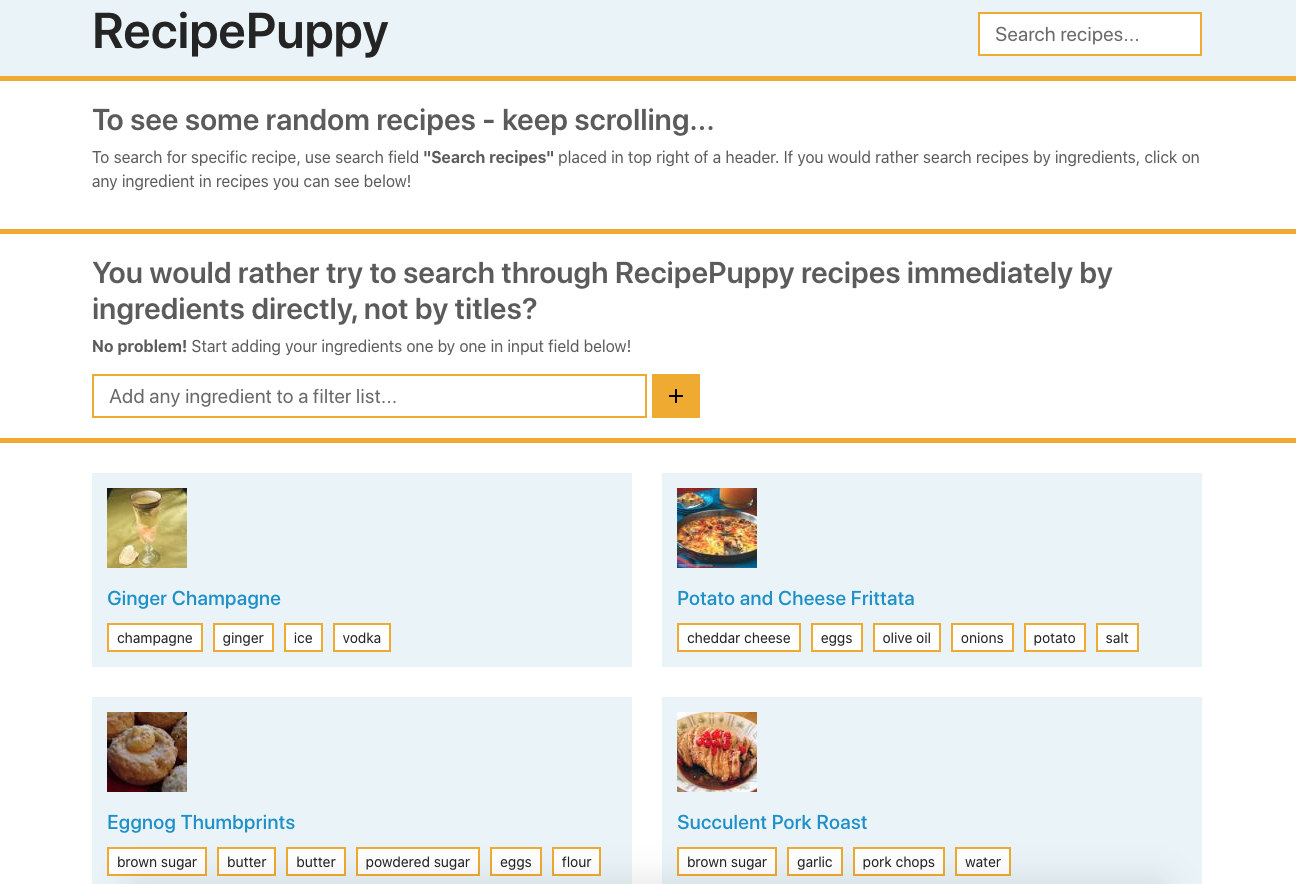 RecipePuppy
Search recipes...
To see some random recipes - keep scrolling...
To search for specific recipe, use search field "Search recipes" placed in top right of a header. If you would rather search recipes by ingredients, click on
any ingredient in recipes you can see below!
You would rather try to search through RecipePuppy recipes immediately by
ingredients directly, not by titles?
No problem! Start adding your ingredients one by one in input field below!
Add any ingredient to a filter list...
+
Ginger Champagne
champagne ginger ice vodka
Potato and Cheese Frittata
cheddar cheese eggs olive oil onions potato salt
Eggnog Thumbprints
brown sugar butter butter powdered sugar eggs flour
Succulent Pork Roast
brown sugar garlic pork chops water